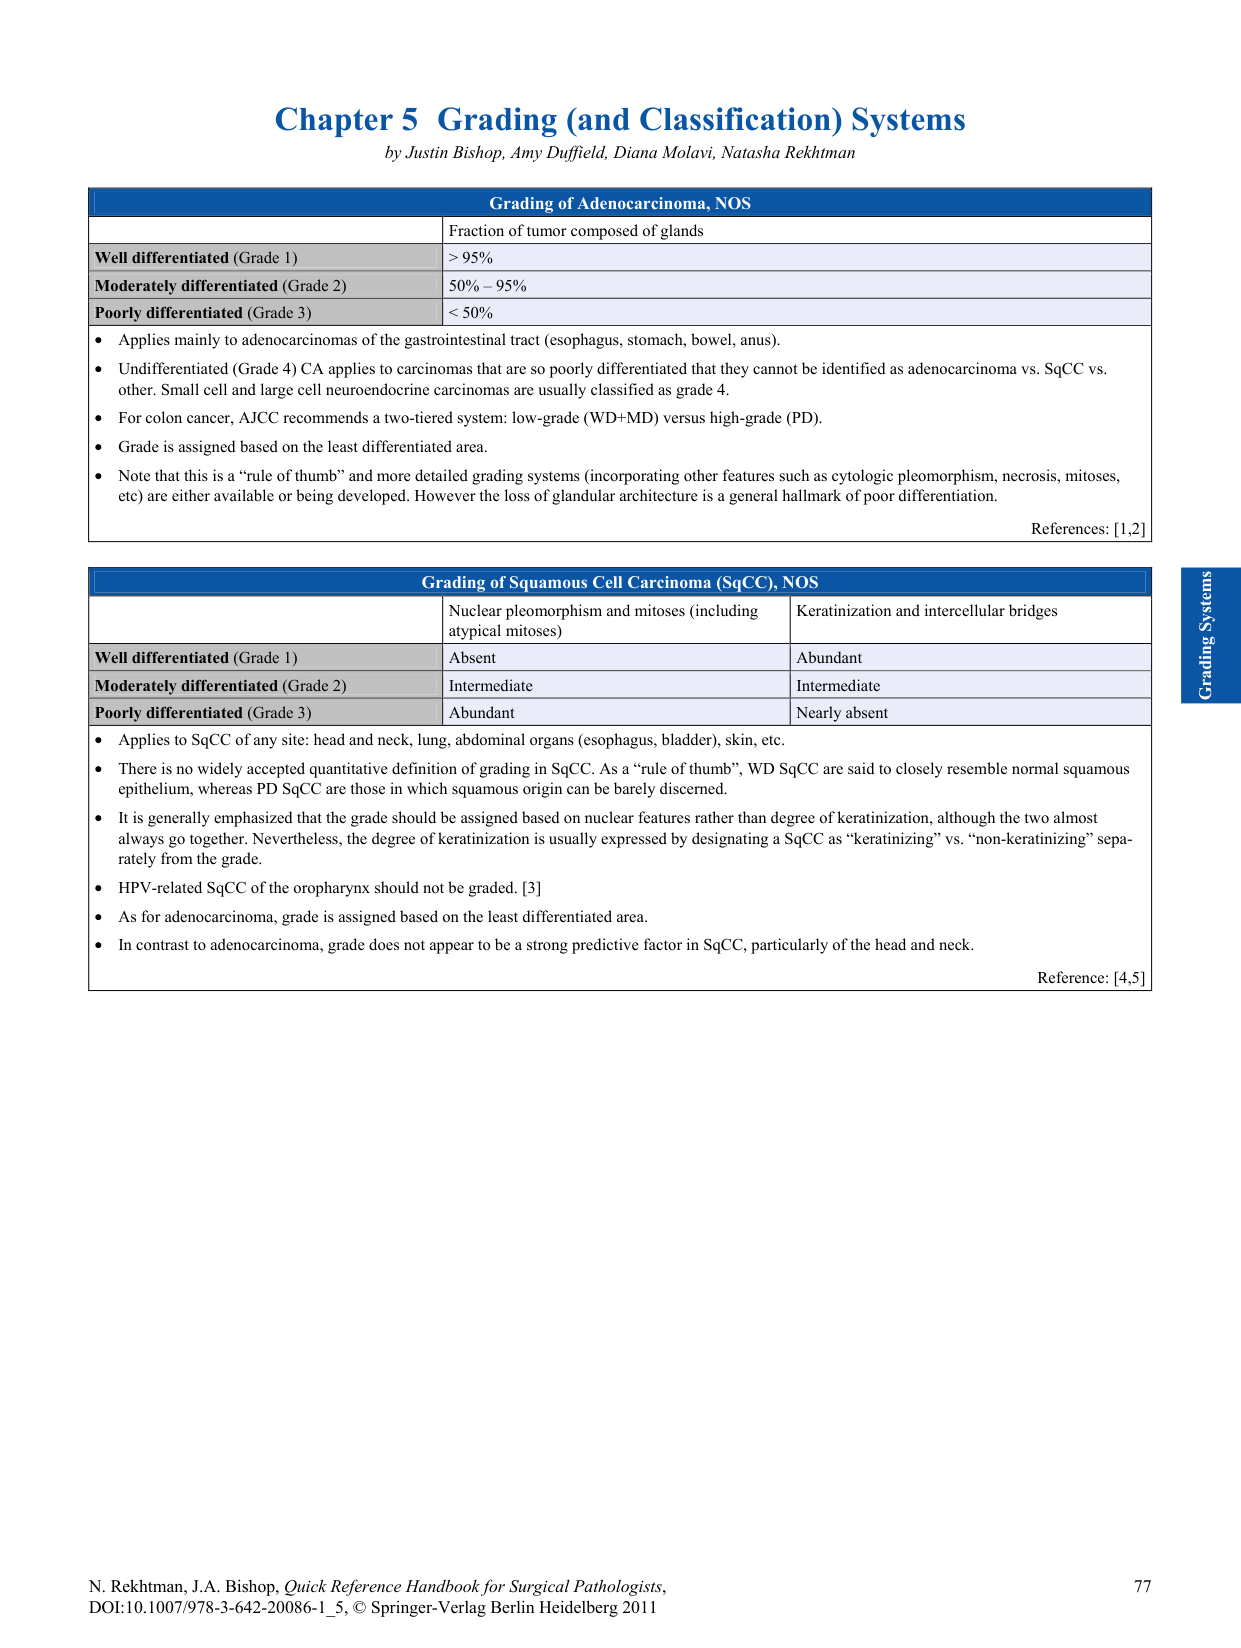 Chapter 5  Grading (and Classification) Systems
by Justin Bishop, Amy Duffield, Diana Molavi, Natasha Rekhtman
Grading of Adenocarcinoma, NOS
Fraction of tumor composed of glands
Well differentiated (Grade 1) > 95%
Moderately differentiated (Grade 2) 50% – 95%
Poorly differentiated (Grade 3) < 50%
• Applies mainly to adenocarcinomas of the gastrointestinal tract (esophagus, stomach, bowel, anus).
• Undifferentiated (Grade 4) CA applies to carcinomas that are so poorly differentiated that they cannot be identified as adenocarcinoma vs. SqCC vs.
other. Small cell and large cell neuroendocrine carcinomas are usually classified as grade 4.
• For colon cancer, AJCC recommends a two-tiered system: low-grade (WD+MD) versus high-grade (PD).
• Grade is assigned based on the least differentiated area.
• Note that this is a “rule of thumb” and more detailed grading systems (incorporating other features such as cytologic pleomorphism, necrosis, mitoses,
etc) are either available or being developed. However the loss of glandular architecture is a general hallmark of poor differentiation.
References: [1,2]
Grading of Squamous Cell Carcinoma (SqCC), NOS
Nuclear pleomorphism and mitoses (including
atypical mitoses)
Keratinization and intercellular bridges
Well differentiated (Grade 1) Absent Abundant
Moderately differentiated (Grade 2) Intermediate Intermediate
Poorly differentiated (Grade 3) Abundant Nearly absent
• Applies to SqCC of any site: head and neck, lung, abdominal organs (esophagus, bladder), skin, etc.
• There is no widely accepted quantitative definition of grading in SqCC. As a “rule of thumb”, WD SqCC are said to closely resemble normal squamous
epithelium, whereas PD SqCC are those in which squamous origin can be barely discerned.
• It is generally emphasized that the grade should be assigned based on nuclear features rather than degree of keratinization, although the two almost
always go together. Nevertheless, the degree of keratinization is usually expressed by designating a SqCC as “keratinizing” vs. “non-keratinizing” sepa-
rately from the grade.
• HPV-related SqCC of the oropharynx should not be graded. [3]
• As for adenocarcinoma, grade is assigned based on the least differentiated area.
• In contrast to adenocarcinoma, grade does not appear to be a strong predictive factor in SqCC, particularly of the head and neck.
Reference: [4,5]
Grading Systems
N. Rekhtman, J.A. Bishop, Quick Reference Handbook for Surgical Pathologists,
DOI:10.1007/978-3-642-20086-1_5, © Springer-Verlag Berlin Heidelberg 2011
77